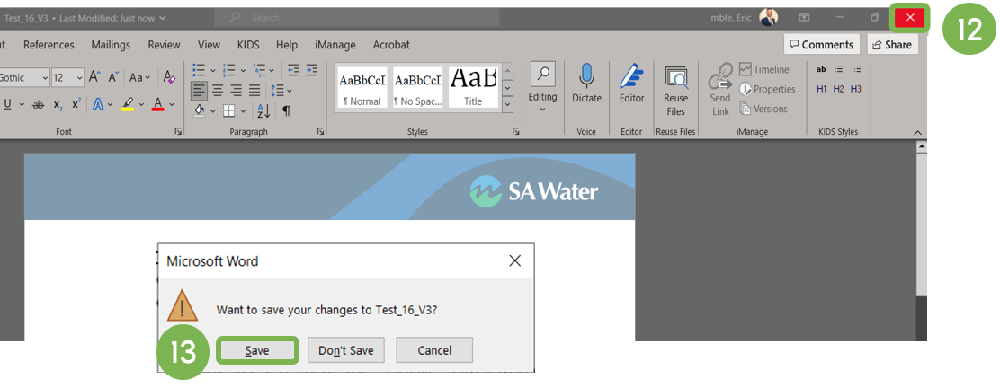 Test_16_V3 • Last Modified: Just now
Search
mble, Eric
12
References Mailings Review View KIDS Help iManage Acrobat
Comments Share
Gothic 12 Aa A
AaBbCcI AaBbCcI AaB
¶ Normal ¶ No Spac... Title
Editing
Dictate
Editor
Reuse
Files
Send
Link
Timeline
Properties
Versions
ab
H1 H2 H3
U ab x₂ x² A A
A
Z
¶
Font Paragraph Styles Voice Editor Reuse Files iManage KIDS Styles
SA Water
Microsoft Word
Want to save your changes to Test_16_V3?
13
Save Don't Save Cancel